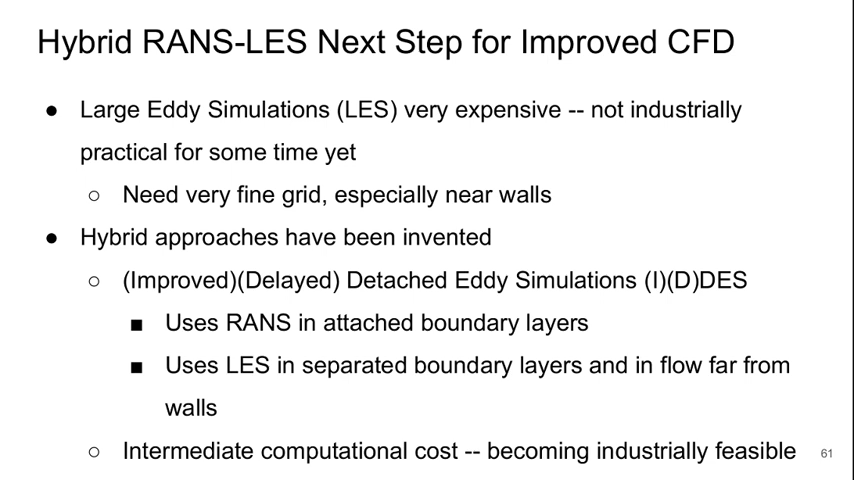 Hybrid RANS-LES Next Step for Improved CFD
● Large Eddy Simulations (LES) very expensive -- not industrially
practical for some time yet
○ Need very fine grid, especially near walls
● Hybrid approaches have been invented
○ (Improved)(Delayed) Detached Eddy Simulations (I)(D)DES
■ Uses RANS in attached boundary layers
■ Uses LES in separated boundary layers and in flow far from
walls
○ Intermediate computational cost -- becoming industrially feasible
61